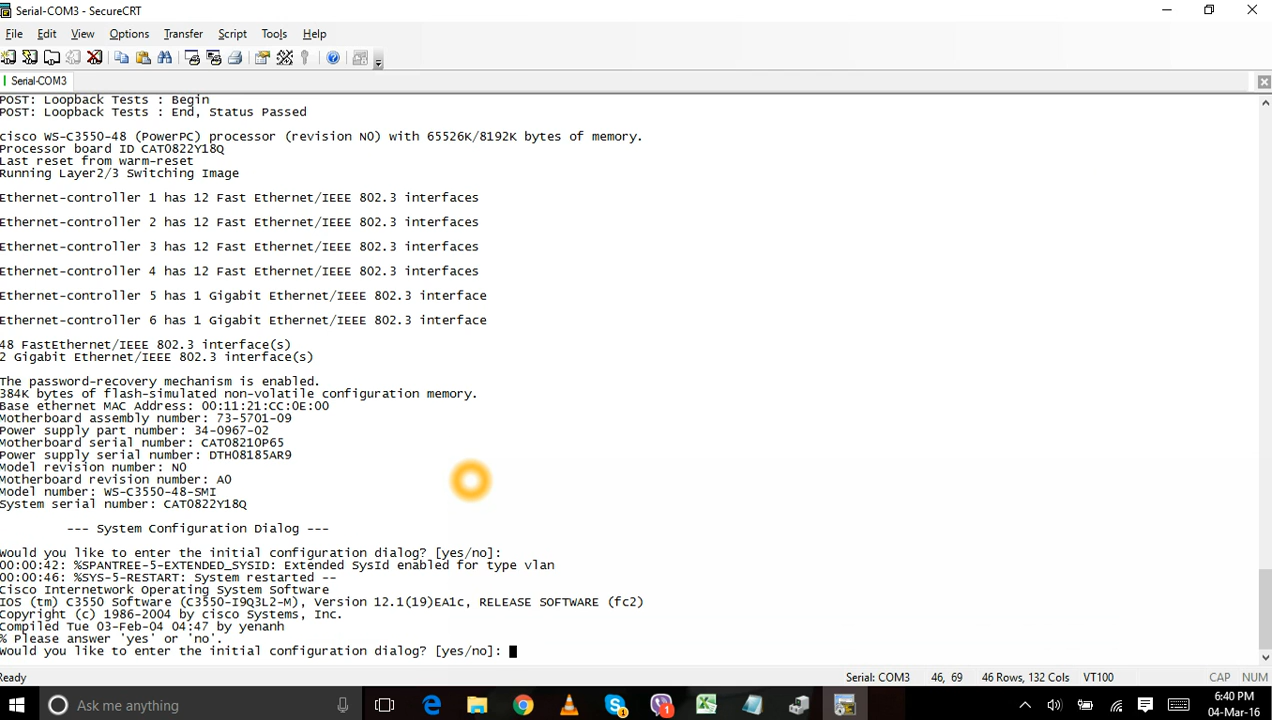 Serial-COM3 - SecureCRT
File Edit View Options Transfer Script Tools Help
Serial-COM3
POST: Loopback Tests : Begin
POST: Loopback Tests : End, Status Passed
cisco WS-C3550-48 (PowerPC) processor (revision N0) with 65526K/8192K bytes of memory.
Processor board ID CAT0822Y18Q
Last reset from warm-reset
Running Layer2/3 Switching Image
Ethernet-controller 1 has 12 Fast Ethernet/IEEE 802.3 interfaces
Ethernet-controller 2 has 12 Fast Ethernet/IEEE 802.3 interfaces
Ethernet-controller 3 has 12 Fast Ethernet/IEEE 802.3 interfaces
Ethernet-controller 4 has 12 Fast Ethernet/IEEE 802.3 interfaces
Ethernet-controller 5 has 1 Gigabit Ethernet/IEEE 802.3 interface
Ethernet-controller 6 has 1 Gigabit Ethernet/IEEE 802.3 interface
48 FastEthernet/IEEE 802.3 interface(s)
2 Gigabit Ethernet/IEEE 802.3 interface(s)
The password-recovery mechanism is enabled.
384K bytes of flash-simulated non-volatile configuration memory.
Base ethernet MAC Address: 00:11:21:CC:0E:00
Motherboard assembly number: 73-5701-09
Power supply part number: 34-0967-02
Motherboard serial number: CAT08210P65
Power supply serial number: DTH08185AR9
Model revision number: N0
Motherboard revision number: A0
Model number: WS-C3550-48-SMI
System serial number: CAT0822Y18Q
--- System Configuration Dialog ---
Would you like to enter the initial configuration dialog? [yes/no]:
00:00:42: %SPANTREE-5-EXTENDED_SYSID: Extended SysId enabled for type vlan
00:00:46: %SYS-5-RESTART: System restarted --
Cisco Internetwork Operating System Software
IOS (tm) C3550 Software (C3550-I9Q3L2-M), Version 12.1(19)EA1c, RELEASE SOFTWARE (fc2)
Copyright (c) 1986-2004 by cisco Systems, Inc.
Compiled Tue 03-Feb-04 04:47 by yenanh
% Please answer 'yes' or 'no'.
Would you like to enter the initial configuration dialog? [yes/no]:
Ready Serial: COM3 46, 69 46 Rows, 132 Cols VT100 CAP NUM
Ask me anything
6:40 PM
04-Mar-16